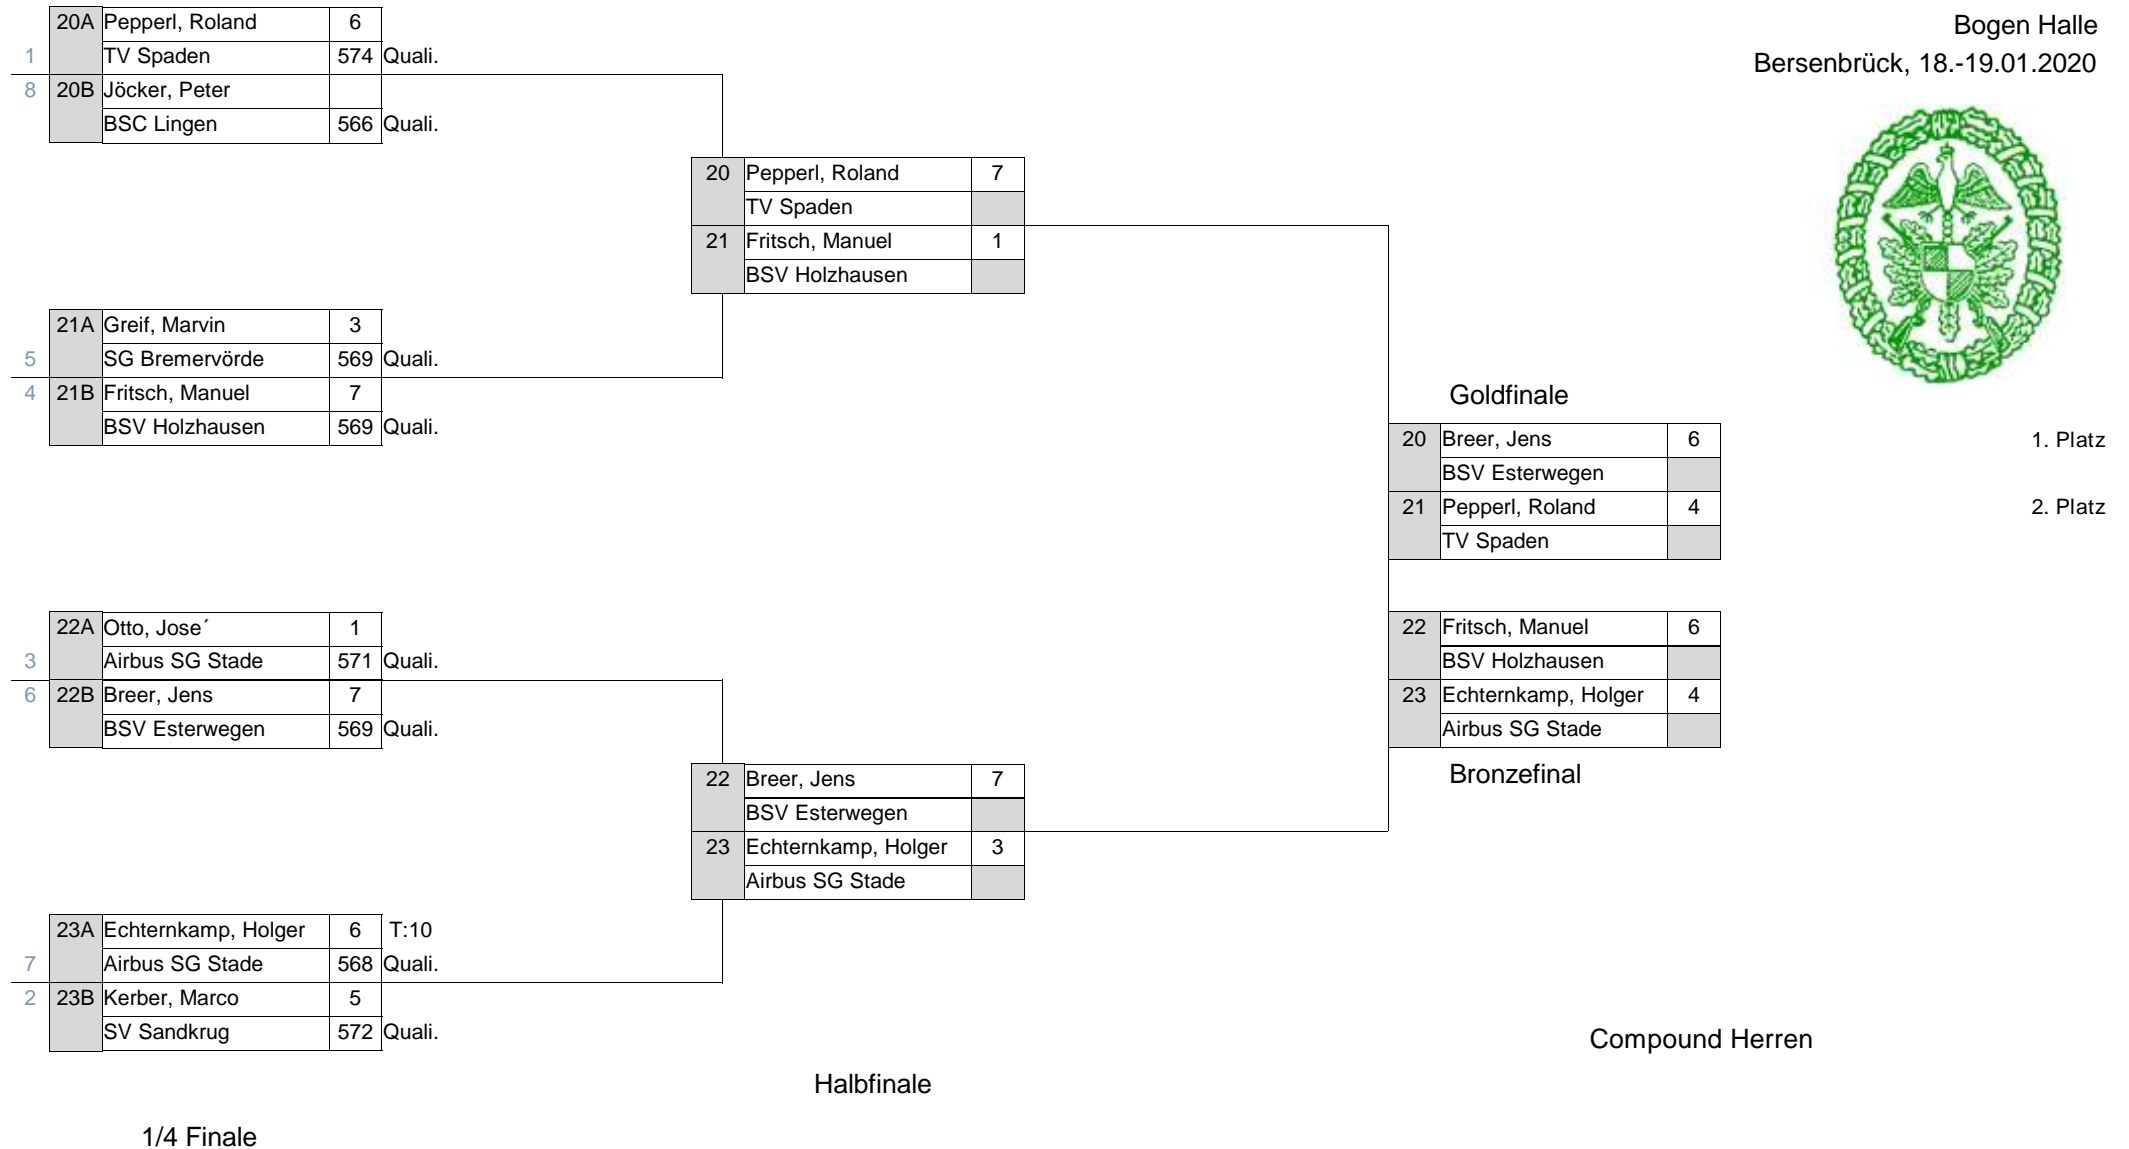 Bogen Halle
Bersenbrück, 18.-19.01.2020
20A Pepperl, Roland 6
1 TV Spaden 574 Quali.
8 20B Jöcker, Peter
BSC Lingen 566 Quali.
20 Pepperl, Roland 7
TV Spaden
21 Fritsch, Manuel 1
BSV Holzhausen
21A Greif, Marvin 3
5 SG Bremervörde 569 Quali.
4 21B Fritsch, Manuel 7
BSV Holzhausen 569 Quali.
Goldfinale
20 Breer, Jens 6 1. Platz
BSV Esterwegen
21 Pepperl, Roland 4 2. Platz
TV Spaden
22A Otto, Jose´ 1
3 Airbus SG Stade 571 Quali.
6 22B Breer, Jens 7
BSV Esterwegen 569 Quali.
22 Fritsch, Manuel 6
BSV Holzhausen
23 Echternkamp, Holger 4
Airbus SG Stade
Bronzefinal
22 Breer, Jens 7
BSV Esterwegen
23 Echternkamp, Holger 3
Airbus SG Stade
23A Echternkamp, Holger 6 T:10
7 Airbus SG Stade 568 Quali.
2 23B Kerber, Marco 5
SV Sandkrug 572 Quali.
Compound Herren
Halbfinale
1/4 Finale